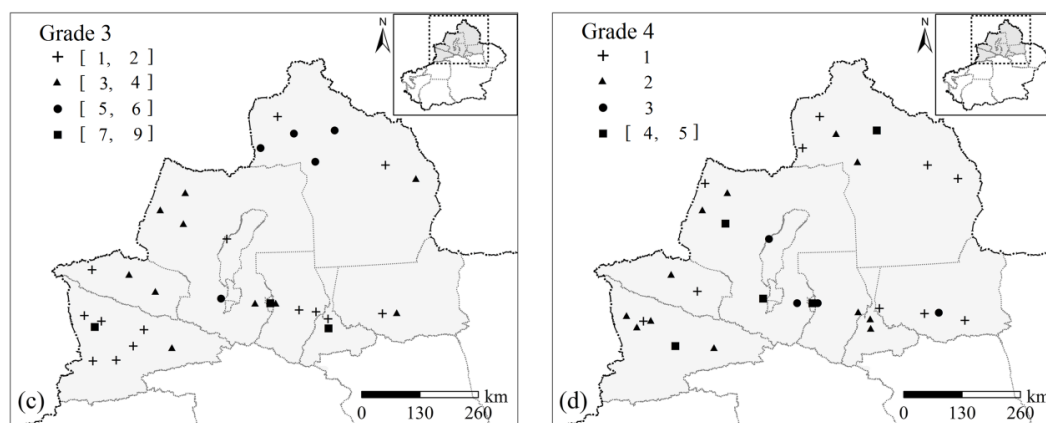 Grade 3
[ 1, 2 ]
[ 3, 4 ]
[ 5, 6 ]
[ 7, 9 ]
N
(c)
km
0 130 260
Grade 4
1
2
3
[ 4, 5 ]
N
(d)
km
0 130 260